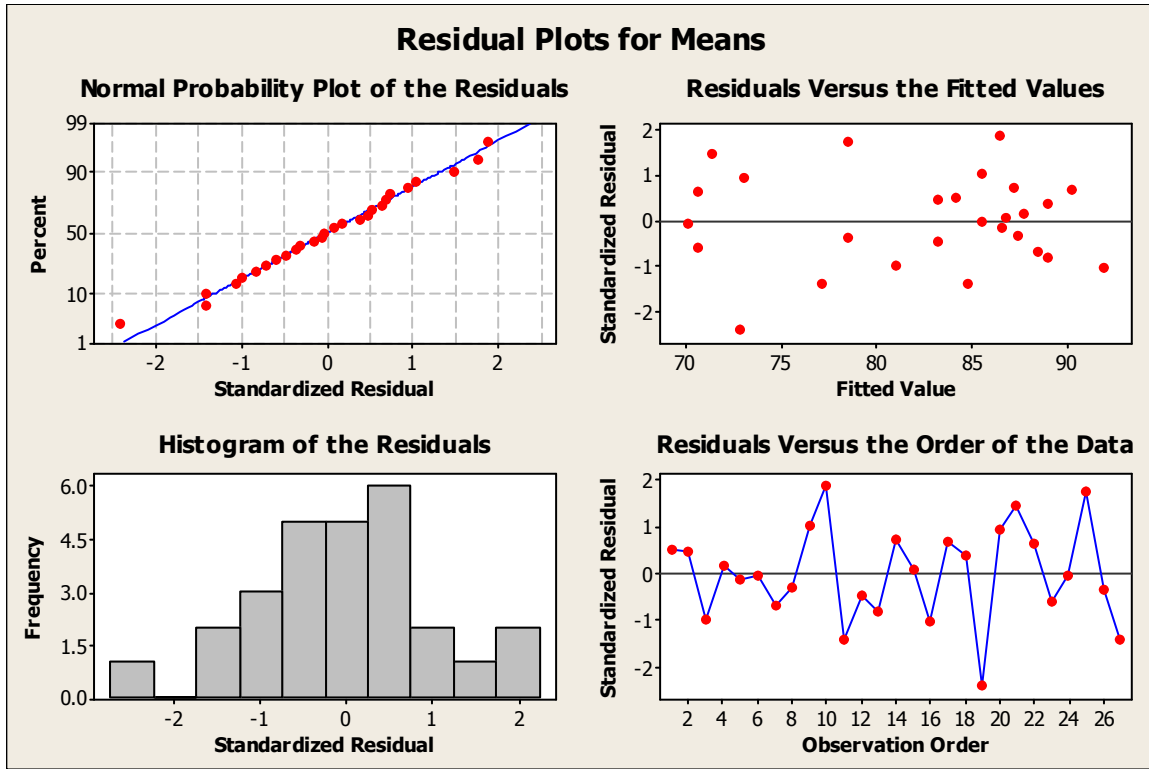 Residual Plots for Means
Normal Probability Plot of the Residuals
99
90
50
10
1
Percent
-2 -1 0 1 2
Standardized Residual
Residuals Versus the Fitted Values
2
1
0
-1
-2
Standardized Residual
70 75 80 85 90
Fitted Value
Histogram of the Residuals
6.0
4.5
3.0
1.5
0.0
Frequency
-2 -1 0 1 2
Standardized Residual
Residuals Versus the Order of the Data
2
1
0
-1
-2
Standardized Residual
2 4 6 8 10 12 14 16 18 20 22 24 26
Observation Order